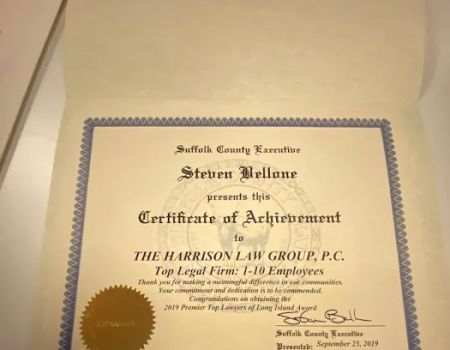 Suffolk County Executive
Steven Bellone
presents this
Certificate of Achievement
to
THE HARRISON LAW GROUP, P.C.
Top Legal Firm: 1-10 Employees
Thank you for making a meaningful difference in our communities.
Your commitment and dedication is to be commended.
Congratulations on obtaining the
2019 Premier Top Lawyers of Long Island Award
Suffolk County Executive
Presented: September 25, 2019